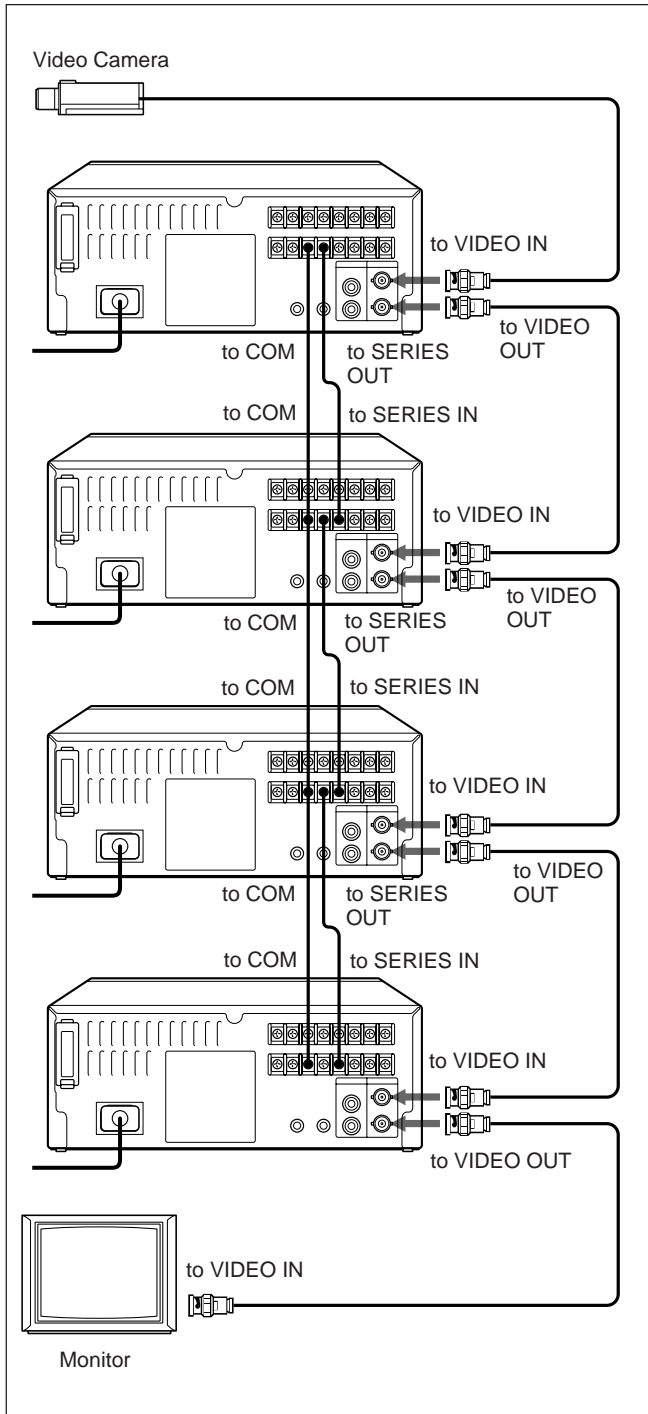 Video Camera
to VIDEO IN
to VIDEO
OUT
to COM
to SERIES
OUT
to COM
to SERIES IN
to VIDEO IN
to VIDEO
OUT
to COM
to SERIES
OUT
to COM
to SERIES IN
to VIDEO IN
to VIDEO
OUT
to COM
to SERIES
OUT
to COM
to SERIES IN
to VIDEO IN
to VIDEO OUT
to VIDEO IN
Monitor